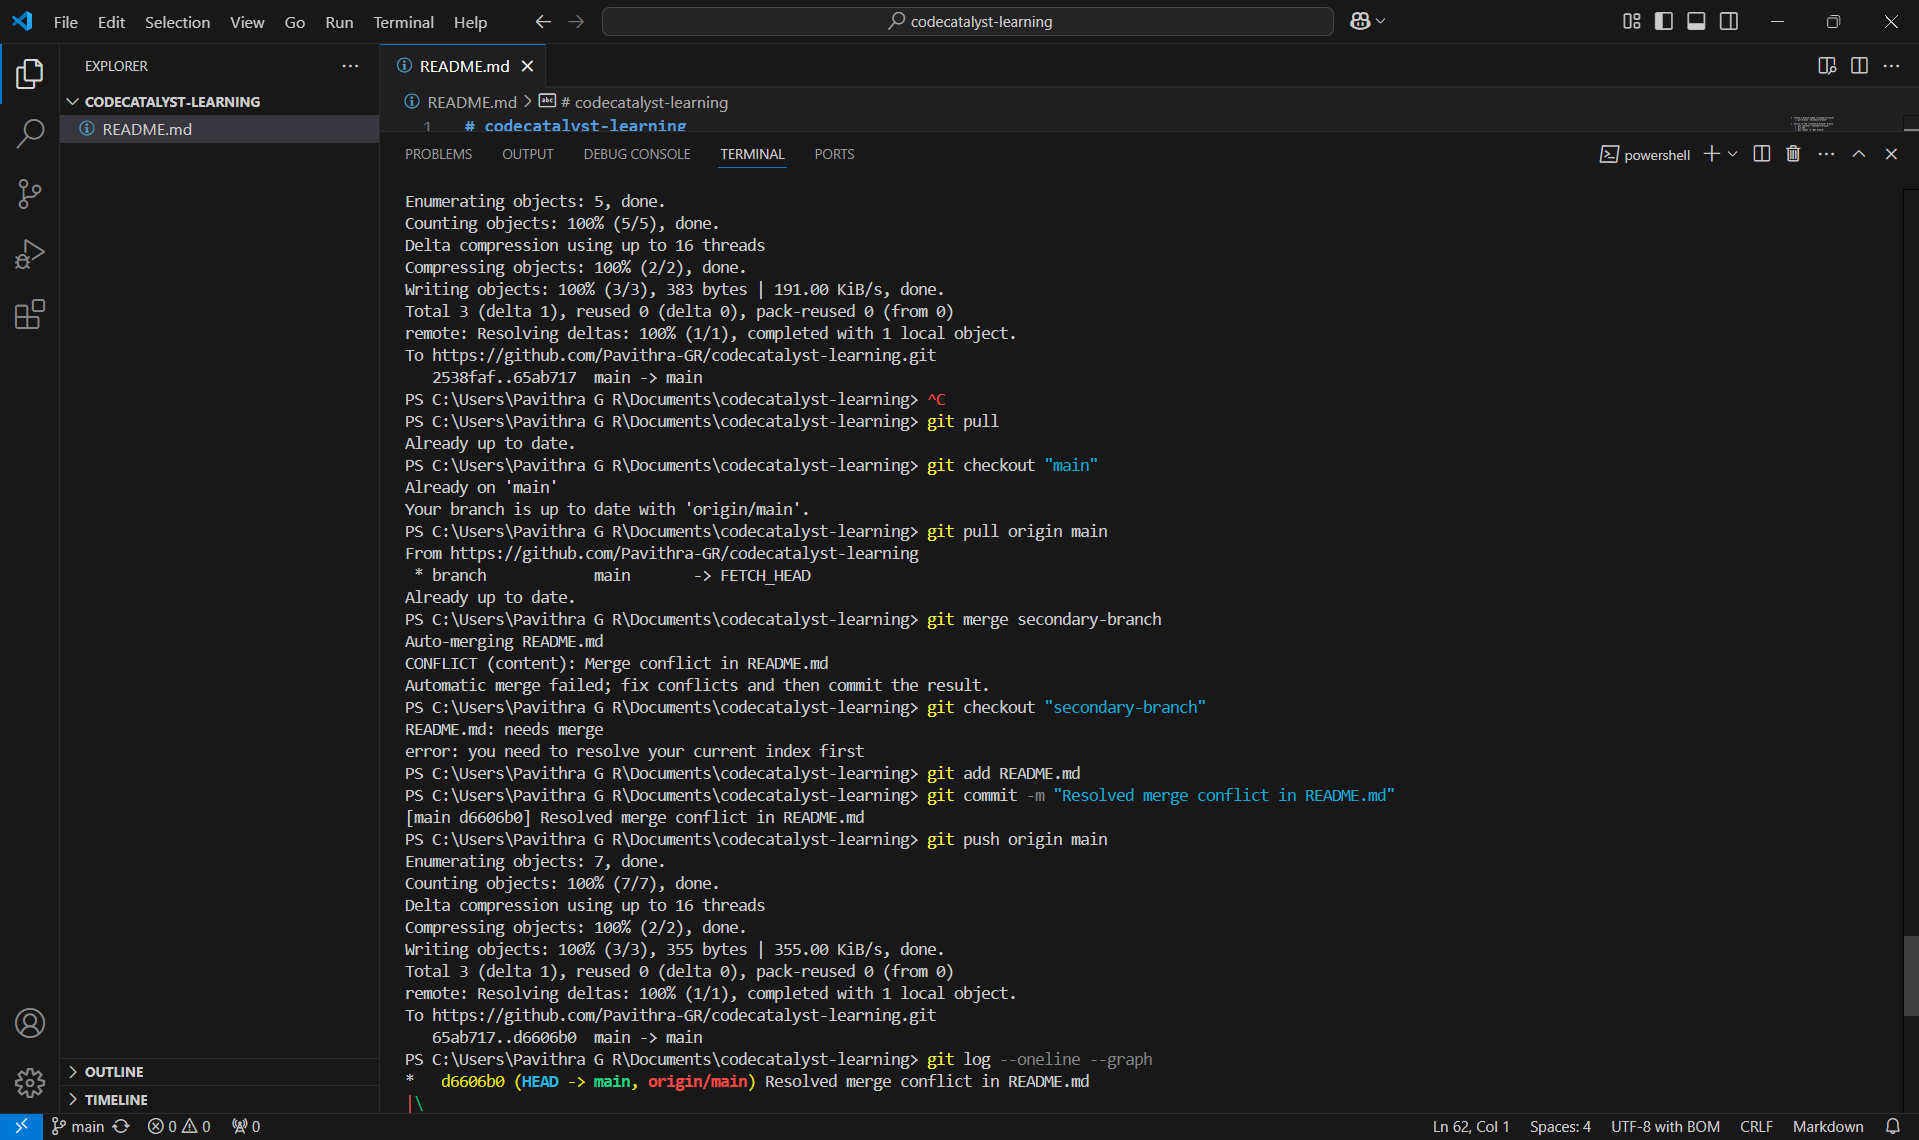 File Edit Selection View Go Run Terminal Help codecatalyst-learning
EXPLORER
README.md
CODECATALYST-LEARNING
README.md
README.md > # codecatalyst-learning
1 # codecatalyst-learning
PROBLEMS OUTPUT DEBUG CONSOLE TERMINAL PORTS powershell
Enumerating objects: 5, done.
Counting objects: 100% (5/5), done.
Delta compression using up to 16 threads
Compressing objects: 100% (2/2), done.
Writing objects: 100% (3/3), 383 bytes | 191.00 KiB/s, done.
Total 3 (delta 1), reused 0 (delta 0), pack-reused 0 (from 0)
remote: Resolving deltas: 100% (1/1), completed with 1 local object.
To https://github.com/Pavithra-GR/codecatalyst-learning.git
2538faf..65ab717 main -> main
PS C:\Users\Pavithra G R\Documents\codecatalyst-learning> ^C
PS C:\Users\Pavithra G R\Documents\codecatalyst-learning> git pull
Already up to date.
PS C:\Users\Pavithra G R\Documents\codecatalyst-learning> git checkout "main"
Already on 'main'
Your branch is up to date with 'origin/main'.
PS C:\Users\Pavithra G R\Documents\codecatalyst-learning> git pull origin main
From https://github.com/Pavithra-GR/codecatalyst-learning
* branch main -> FETCH_HEAD
Already up to date.
PS C:\Users\Pavithra G R\Documents\codecatalyst-learning> git merge secondary-branch
Auto-merging README.md
CONFLICT (content): Merge conflict in README.md
Automatic merge failed; fix conflicts and then commit the result.
PS C:\Users\Pavithra G R\Documents\codecatalyst-learning> git checkout "secondary-branch"
README.md: needs merge
error: you need to resolve your current index first
PS C:\Users\Pavithra G R\Documents\codecatalyst-learning> git add README.md
PS C:\Users\Pavithra G R\Documents\codecatalyst-learning> git commit -m "Resolved merge conflict in README.md"
[main d6606b0] Resolved merge conflict in README.md
PS C:\Users\Pavithra G R\Documents\codecatalyst-learning> git push origin main
Enumerating objects: 7, done.
Counting objects: 100% (7/7), done.
Delta compression using up to 16 threads
Compressing objects: 100% (2/2), done.
Writing objects: 100% (3/3), 355 bytes | 355.00 KiB/s, done.
Total 3 (delta 1), reused 0 (delta 0), pack-reused 0 (from 0)
remote: Resolving deltas: 100% (1/1), completed with 1 local object.
To https://github.com/Pavithra-GR/codecatalyst-learning.git
65ab717..d6606b0 main -> main
PS C:\Users\Pavithra G R\Documents\codecatalyst-learning> git log --oneline --graph
* d6606b0 (HEAD -> main, origin/main) Resolved merge conflict in README.md
|\
OUTLINE
TIMELINE
main 0 0 0 Ln 62, Col 1 Spaces: 4 UTF-8 with BOM CRLF Markdown